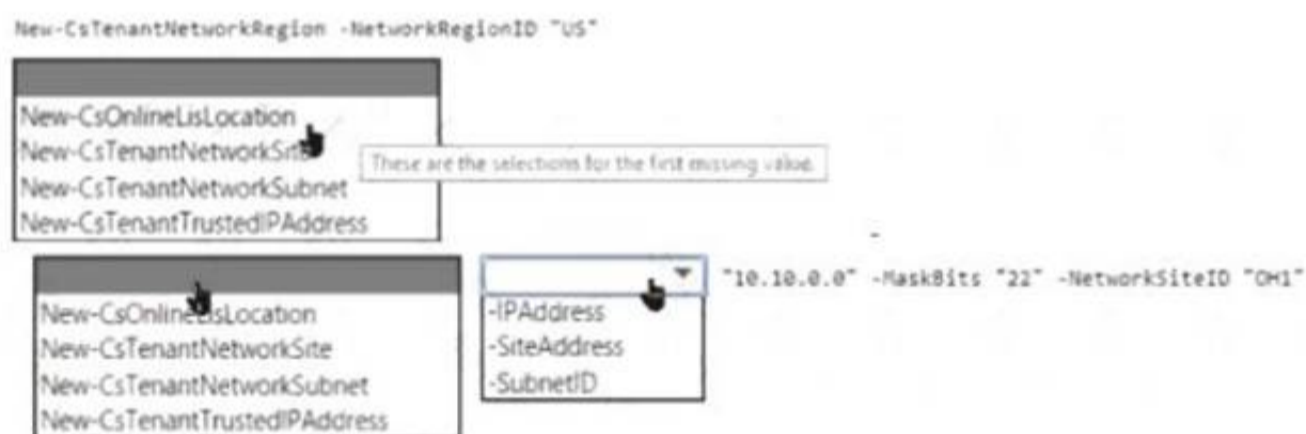 New-CsTenantNetworkRegion -NetworkRegionID "US"
New-CsOnlineLisLocation
New-CsTenantNetworkSite
These are the selections for the first missing value.
New-CsTenantNetworkSubnet
New-CsTenantTrustedIPAddress
"10.10.0.0" -MaskBits "22" -NetworkSiteID "OH1"
New-CsOnlineLisLocation
New-CsTenantNetworkSite
New-CsTenantNetworkSubnet
New-CsTenantTrustedIPAddress
-IPAddress
-SiteAddress
-SubnetID